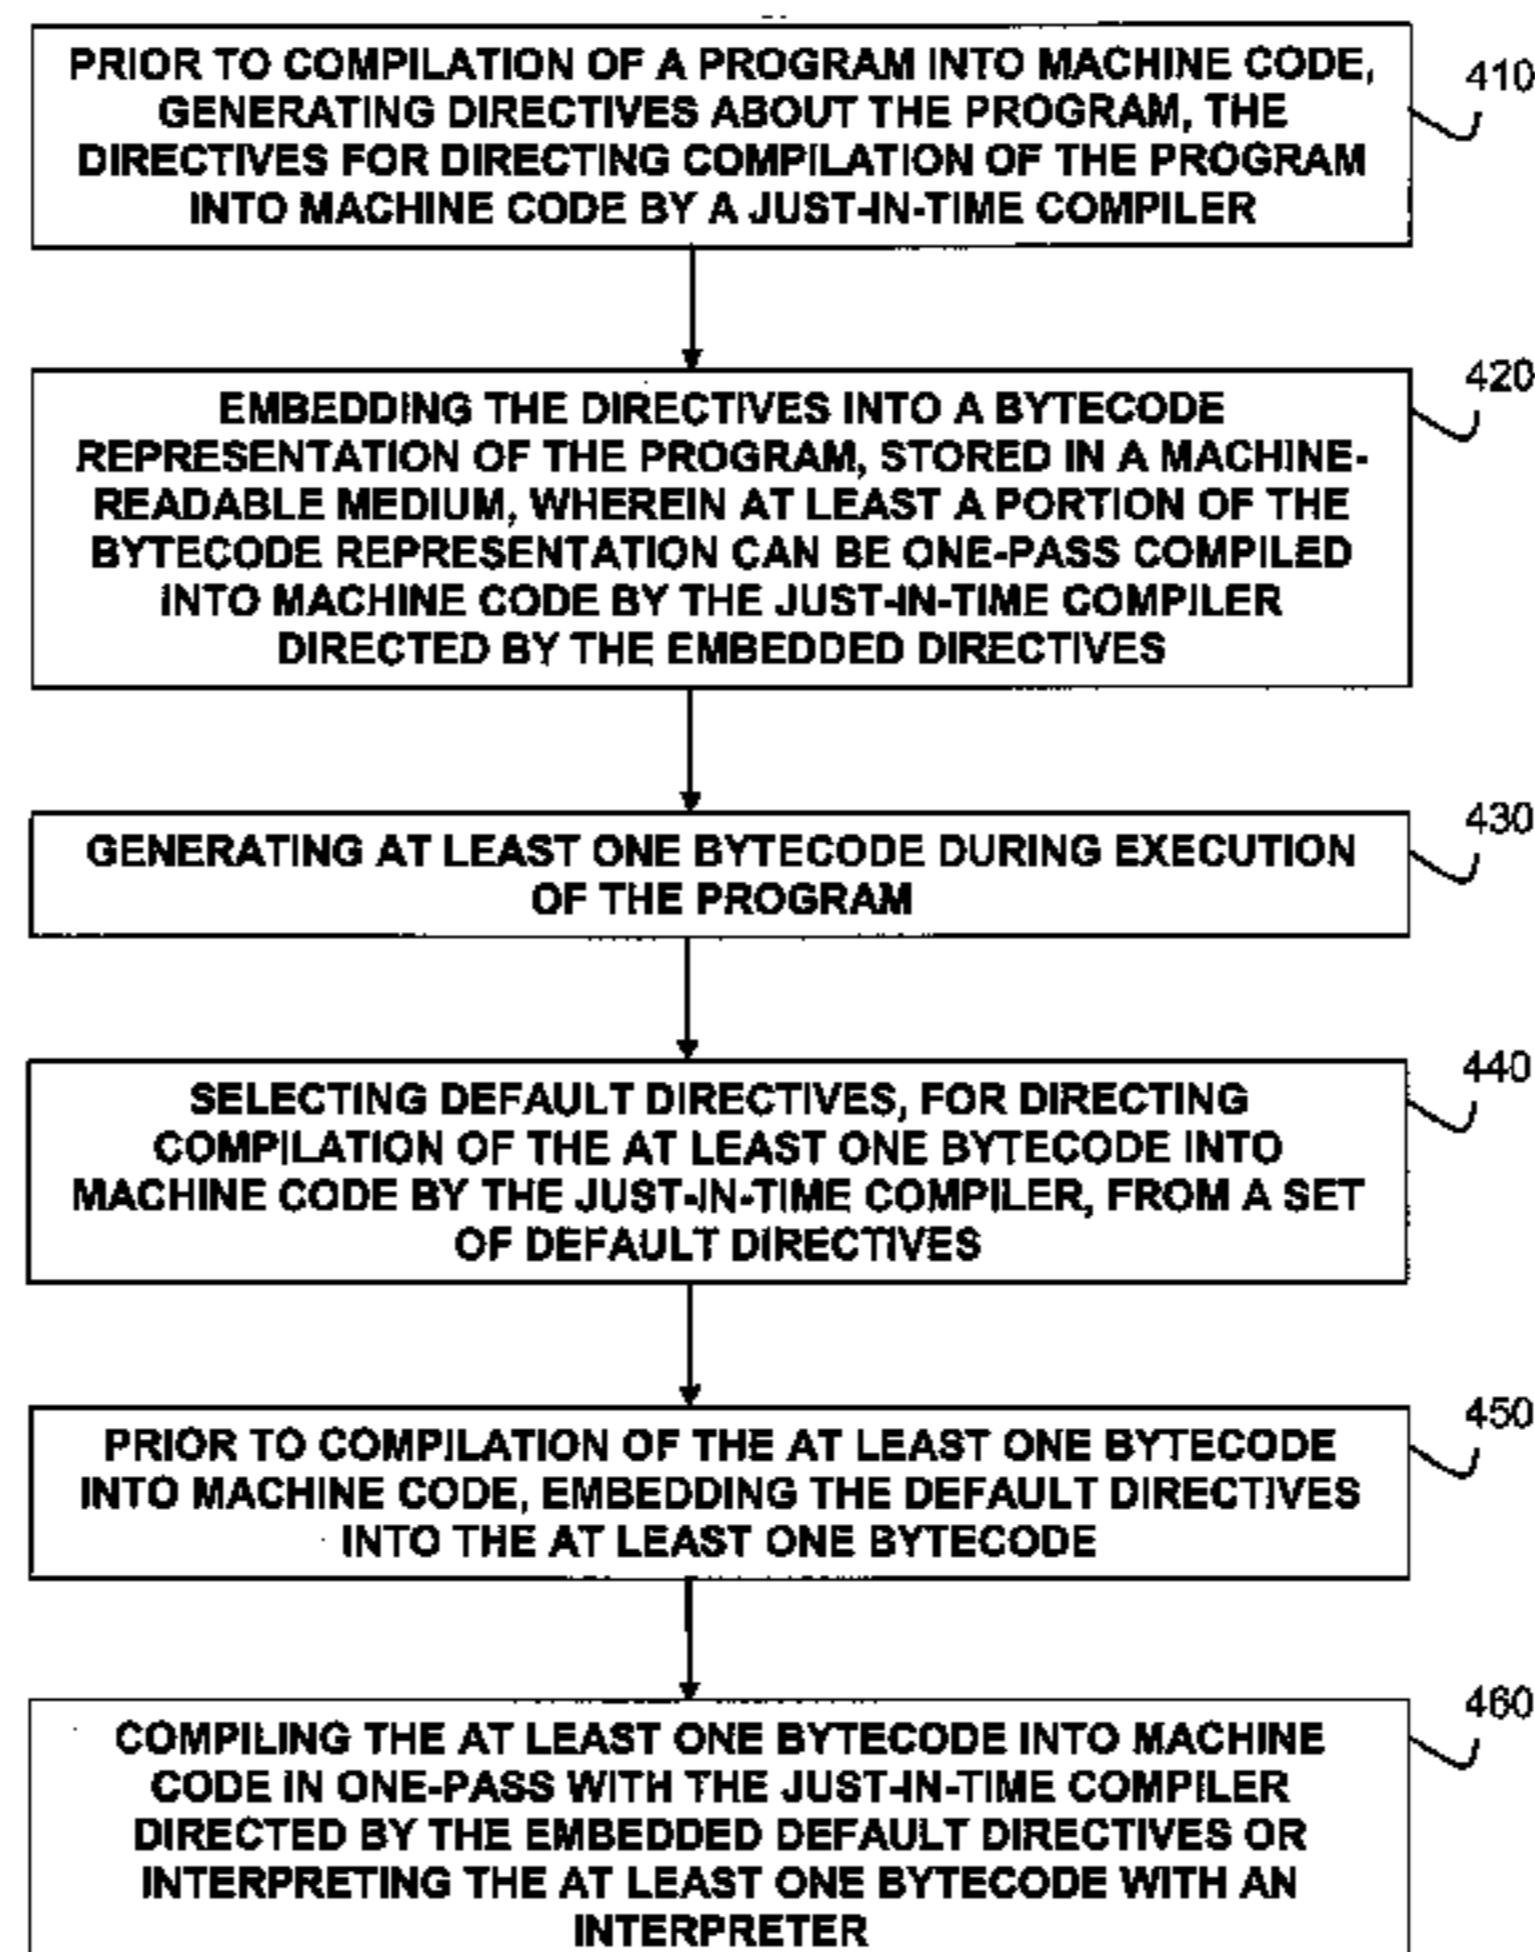 PRIOR TO COMPILATION OF A PROGRAM INTO MACHINE CODE,
GENERATING DIRECTIVES ABOUT THE PROGRAM, THE
DIRECTIVES FOR DIRECTING COMPILATION OF THE PROGRAM
INTO MACHINE CODE BY A JUST-IN-TIME COMPILER
410
EMBEDDING THE DIRECTIVES INTO A BYTECODE
REPRESENTATION OF THE PROGRAM, STORED IN A MACHINE-
READABLE MEDIUM, WHEREIN AT LEAST A PORTION OF THE
BYTECODE REPRESENTATION CAN BE ONE-PASS COMPILED
INTO MACHINE CODE BY THE JUST-IN-TIME COMPILER
DIRECTED BY THE EMBEDDED DIRECTIVES
420
GENERATING AT LEAST ONE BYTECODE DURING EXECUTION
OF THE PROGRAM
430
SELECTING DEFAULT DIRECTIVES, FOR DIRECTING
COMPILATION OF THE AT LEAST ONE BYTECODE INTO
MACHINE CODE BY THE JUST-IN-TIME COMPILER, FROM A SET
OF DEFAULT DIRECTIVES
440
PRIOR TO COMPILATION OF THE AT LEAST ONE BYTECODE
INTO MACHINE CODE, EMBEDDING THE DEFAULT DIRECTIVES
INTO THE AT LEAST ONE BYTECODE
450
COMPILING THE AT LEAST ONE BYTECODE INTO MACHINE
CODE IN ONE-PASS WITH THE JUST-IN-TIME COMPILER
DIRECTED BY THE EMBEDDED DEFAULT DIRECTIVES OR
INTERPRETING THE AT LEAST ONE BYTECODE WITH AN
INTERPRETER
460